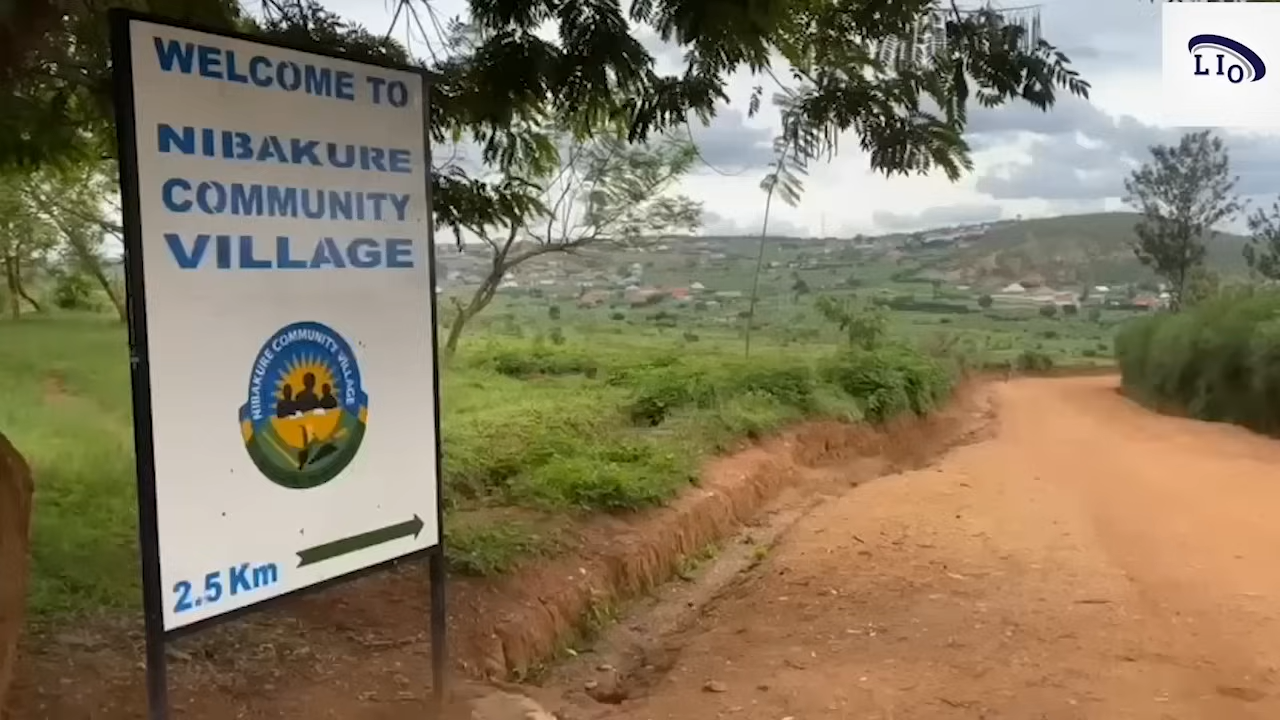 WELCOME TO
NIBAKURE
COMMUNITY
VILLAGE
NIBAKURE COMMUNITY VILLAGE
2.5 Km
LIO